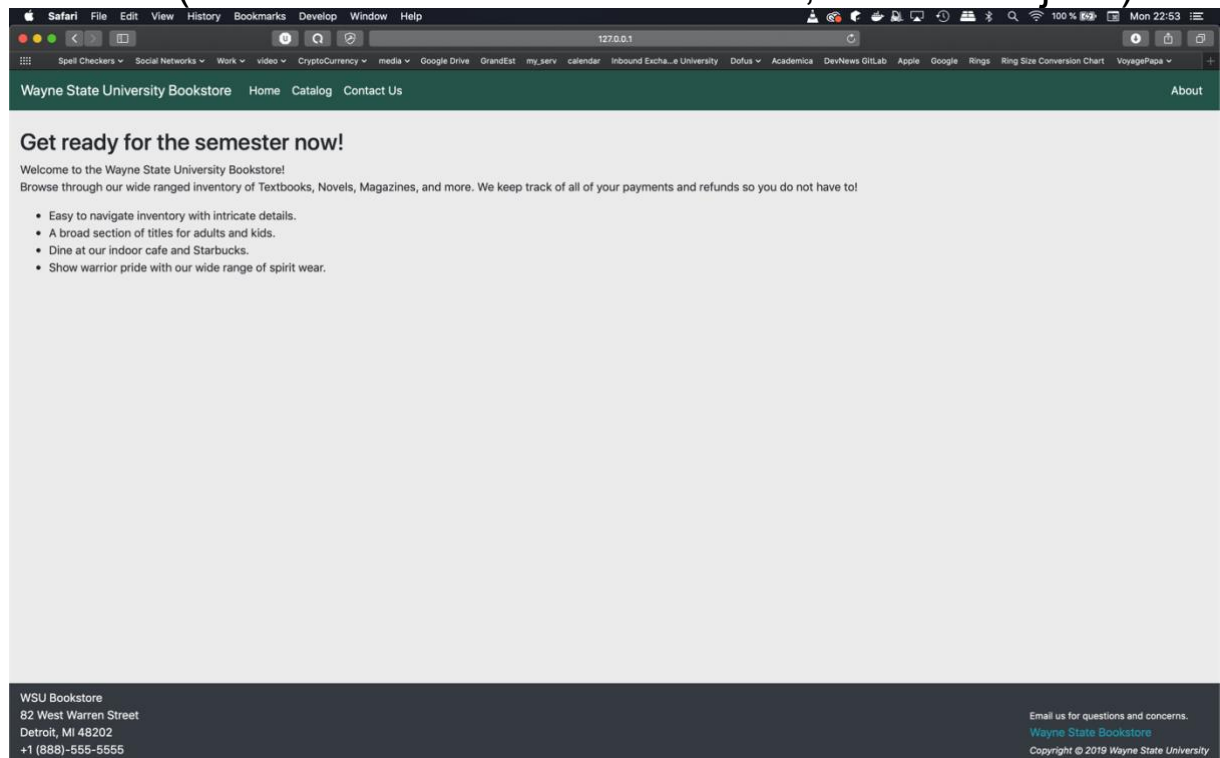 Safari File Edit View History Bookmarks Develop Window Help 100 % Mon 22:53
127.0.0.1
Spell Checkers Social Networks Work video CryptoCurrency media Google Drive GrandEst my_serv calendar Inbound Excha...e University Dofus Academica DevNews GitLab Apple Google Rings Ring Size Conversion Chart VoyagePapa
Wayne State University Bookstore Home Catalog Contact Us About
Get ready for the semester now!
Welcome to the Wayne State University Bookstore!
Browse through our wide ranged inventory of Textbooks, Novels, Magazines, and more. We keep track of all of your payments and refunds so you do not have to!
• Easy to navigate inventory with intricate details.
• A broad section of titles for adults and kids.
• Dine at our indoor cafe and Starbucks.
• Show warrior pride with our wide range of spirit wear.
WSU Bookstore
82 West Warren Street
Detroit, MI 48202
+1 (888)-555-5555
Email us for questions and concerns.
Wayne State Bookstore
Copyright © 2019 Wayne State University